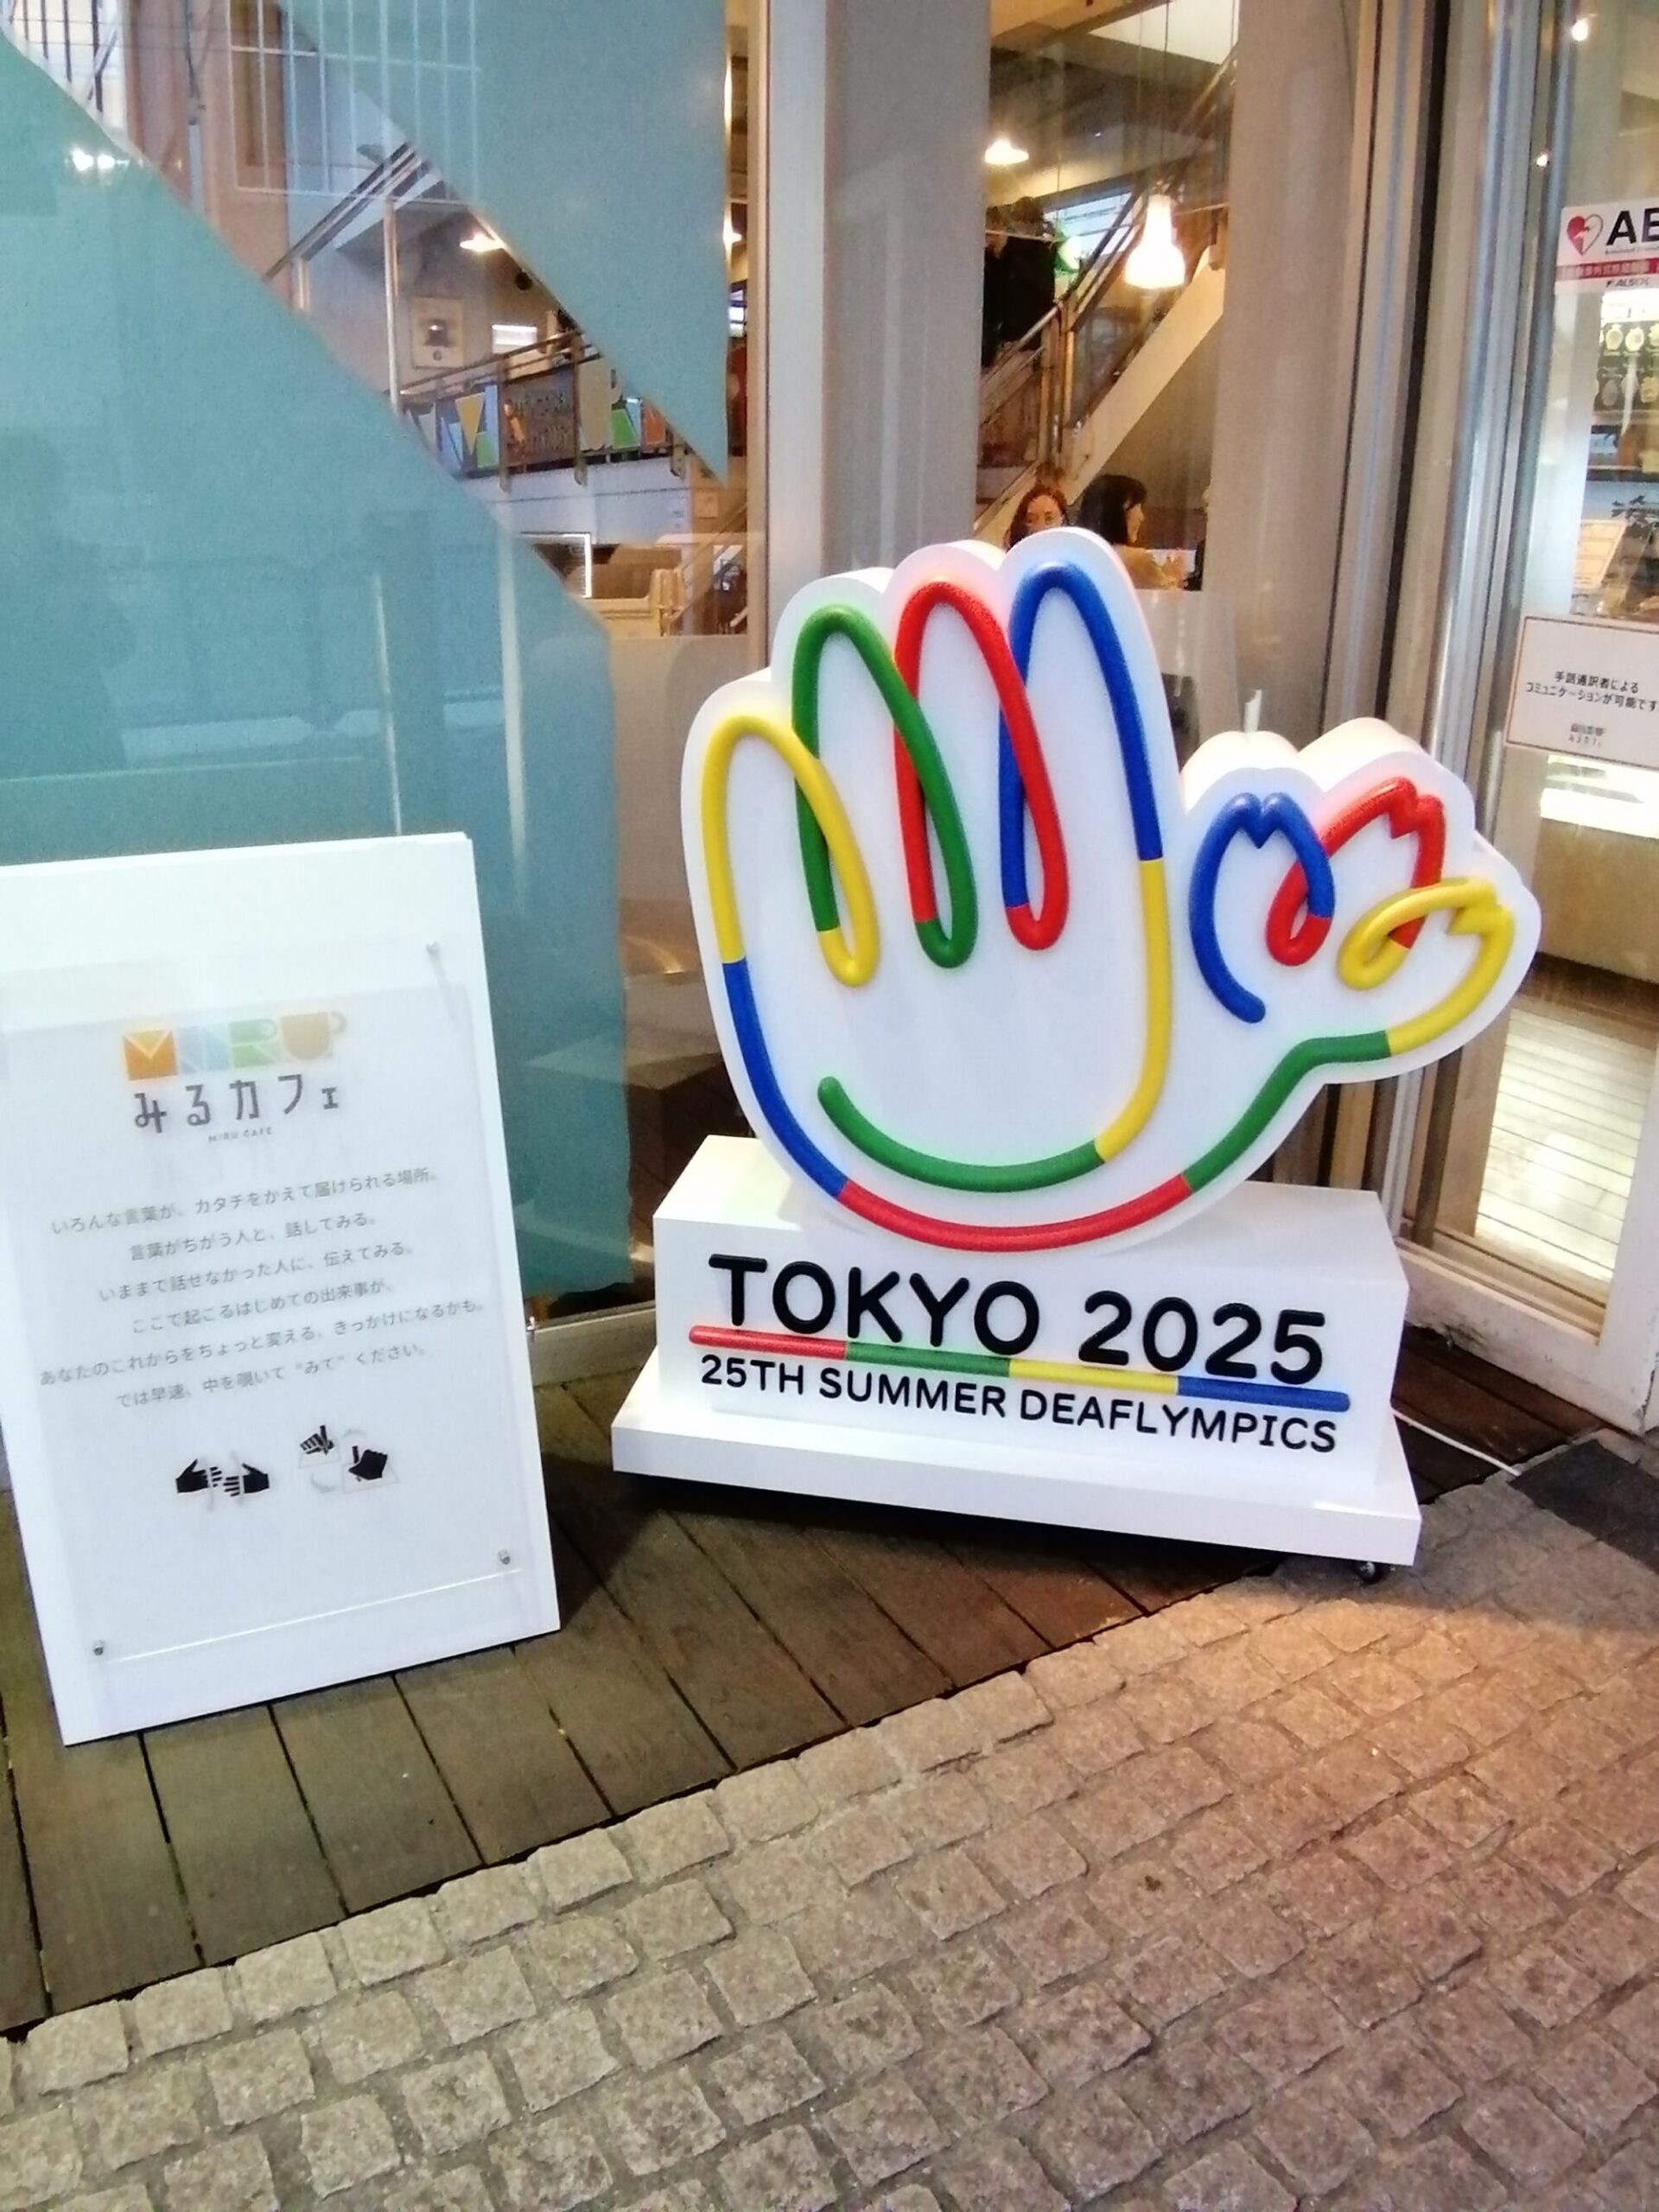 MIRU
みるカフェ
MIRU CAFE
いろんな言葉が、カタチをかえて届けられる場所。
言葉がちがう人と、話してみる。
いままで話せなかった人に、伝えてみる。
ここで起こるはじめての出来事が、
あなたのこれからをちょっと変える、きっかけになるかも。
では早速、中を覗いて“みて”ください。
TOKYO 2025
25TH SUMMER DEAFLYMPICS
手話通訳者による
コミュニケーションが可能です
みるカフェ